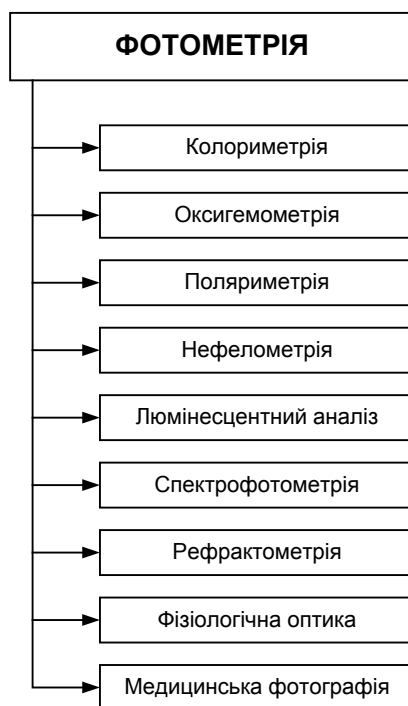 ФОТОМЕТРІЯ
Колориметрія
Оксигемометрія
Поляриметрія
Нефелометрія
Люмінесцентний аналіз
Спектрофотометрія
Рефрактометрія
Фізіологічна оптика
Медицинська фотографія